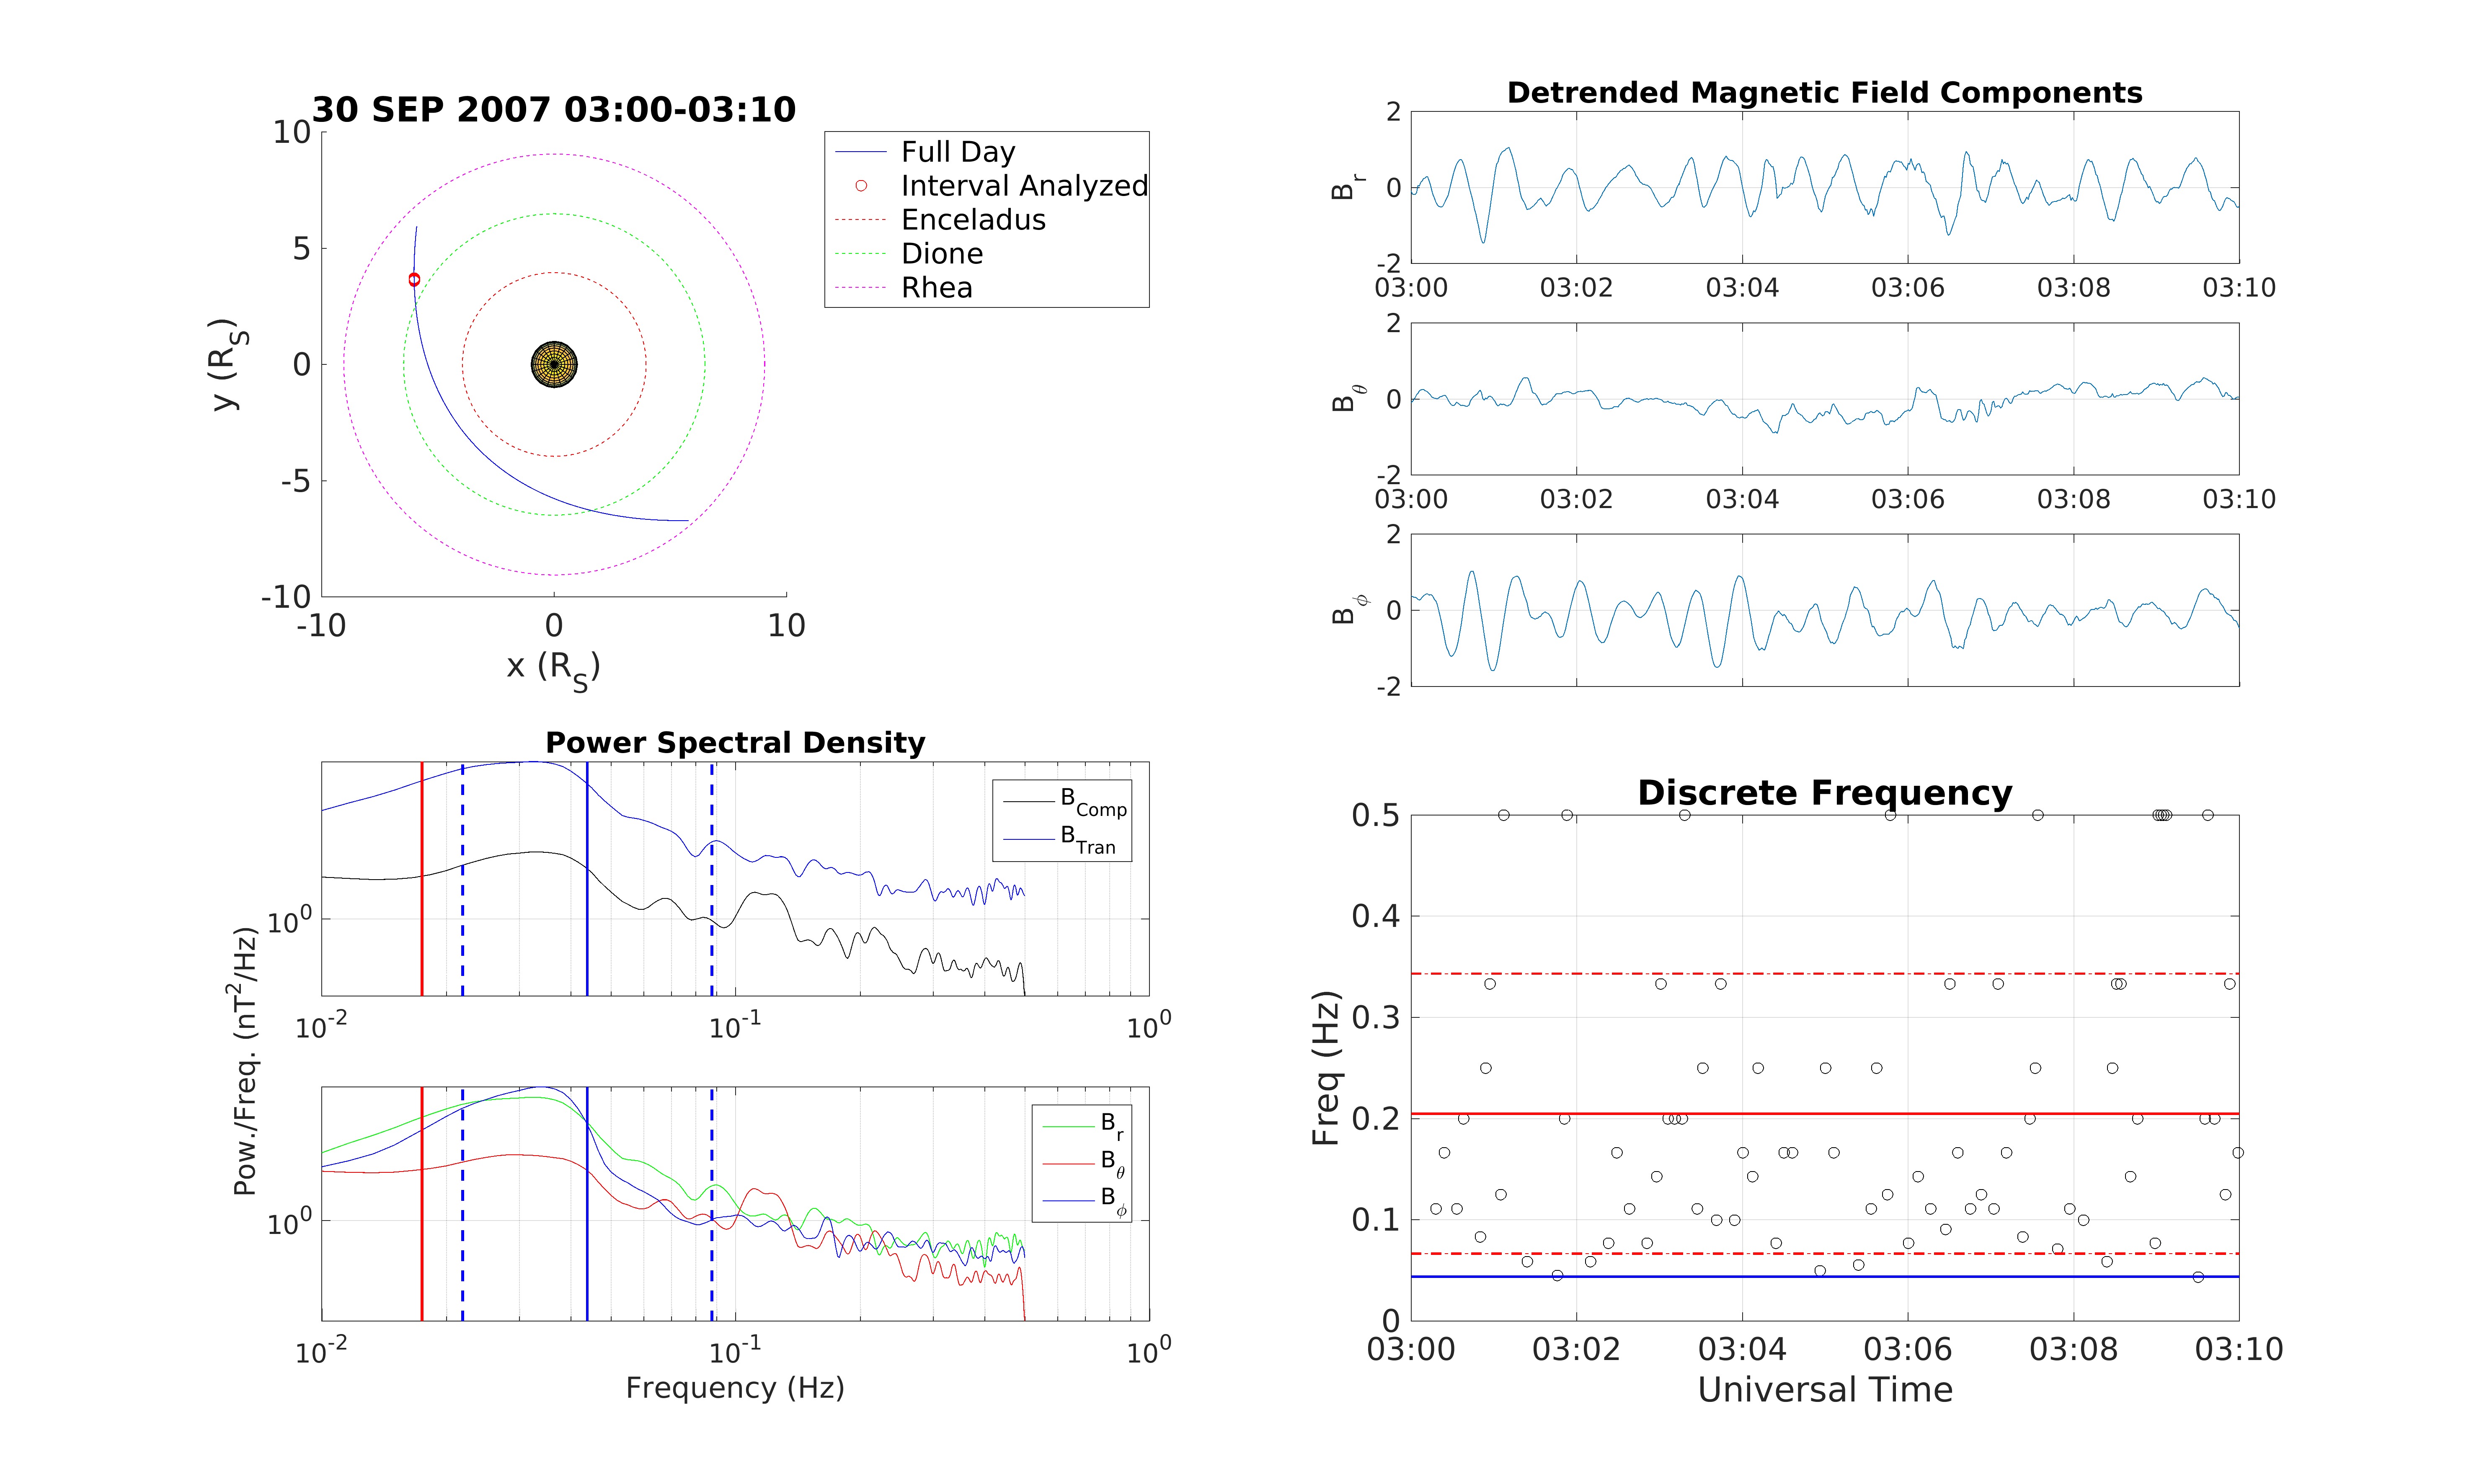 30 SEP 2007 03:00-03:10
10
5
0
-5
-10
-10 0 10
y (R_S)
x (R_S)
Full Day
Interval Analyzed
Enceladus
Dione
Rhea
Detrended Magnetic Field Components
2
0
-2
B_r
03:00 03:02 03:04 03:06 03:08 03:10
2
0
-2
B_θ
03:00 03:02 03:04 03:06 03:08 03:10
2
0
-2
B_ϕ
Power Spectral Density
B_Comp
B_Tran
10^0
10^-2 10^-1 10^0
Pow./Freq. (nT^2/Hz)
B_r
B_θ
B_ϕ
10^0
10^-2 10^-1 10^0
Frequency (Hz)
Discrete Frequency
0.5
0.4
0.3
0.2
0.1
0
Freq (Hz)
03:00 03:02 03:04 03:06 03:08 03:10
Universal Time